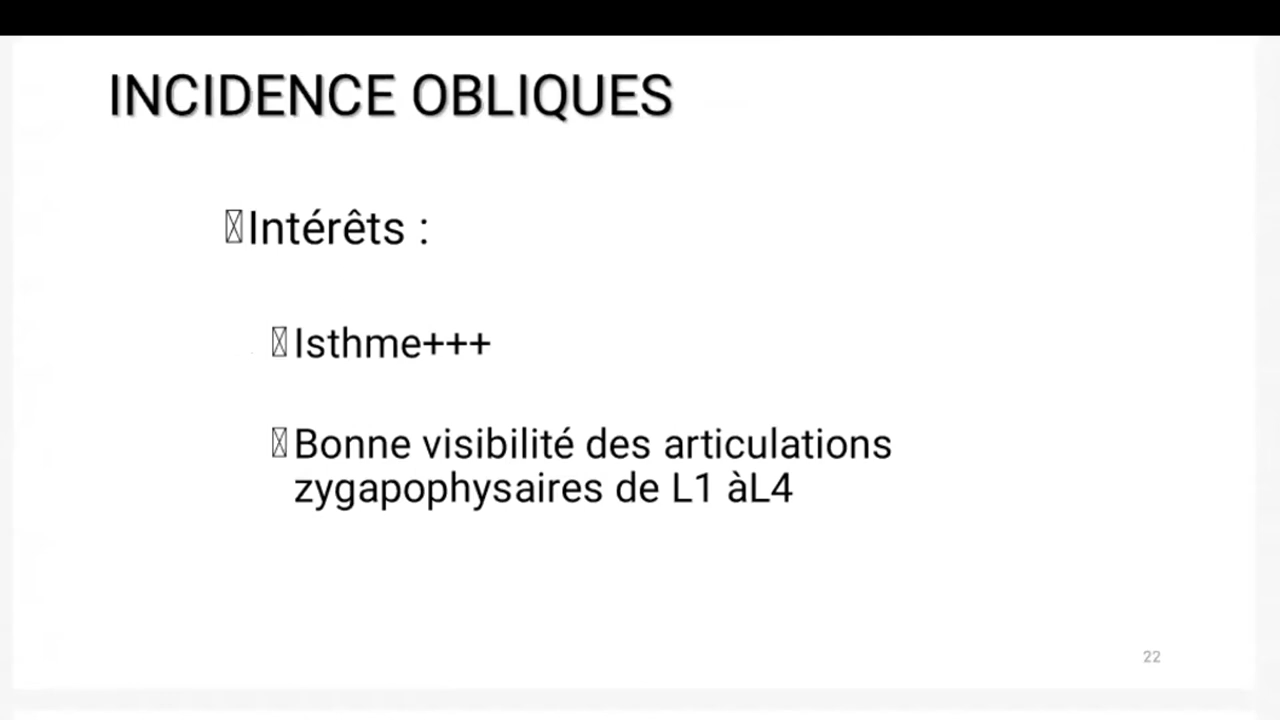 INCIDENCE OBLIQUES
Intérêts :
Isthme+++
Bonne visibilité des articulations
zygapophysaires de L1 àL4
22